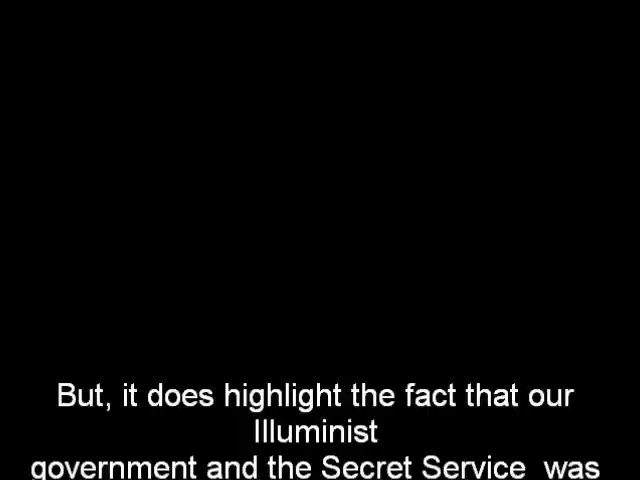 But, it does highlight the fact that our
Illuminist
government and the Secret Service  was